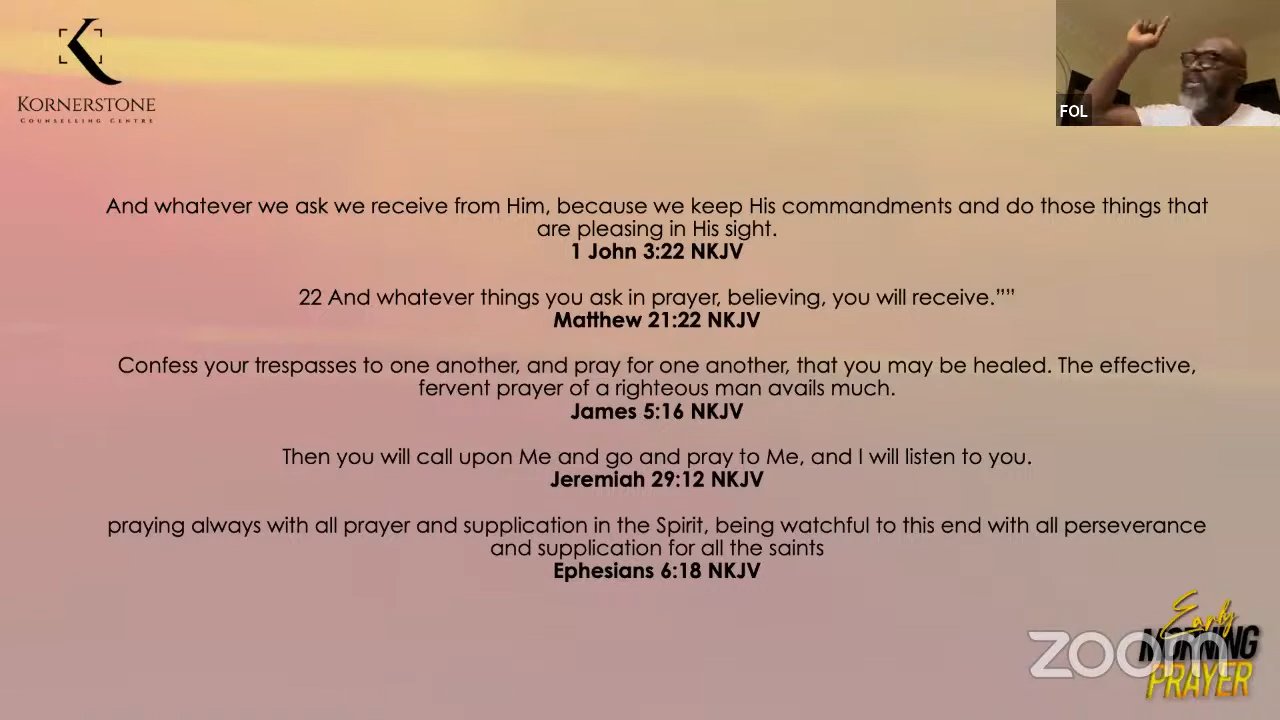 KORNERSTONE
COUNSELLING CENTRE
FOL
And whatever we ask we receive from Him, because we keep His commandments and do those things that
are pleasing in His sight.
1 John 3:22 NKJV
22 And whatever things you ask in prayer, believing, you will receive.””
Matthew 21:22 NKJV
Confess your trespasses to one another, and pray for one another, that you may be healed. The effective,
fervent prayer of a righteous man avails much.
James 5:16 NKJV
Then you will call upon Me and go and pray to Me, and I will listen to you.
Jeremiah 29:12 NKJV
praying always with all prayer and supplication in the Spirit, being watchful to this end with all perseverance
and supplication for all the saints
Ephesians 6:18 NKJV
Early
MORNING
zoom
PRAYER